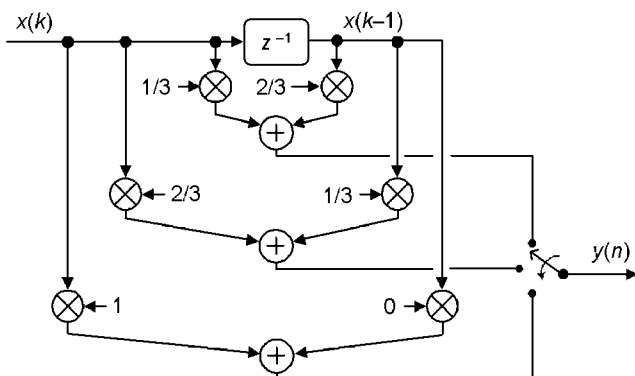 x(k)
z⁻¹
x(k–1)
1/3
2/3
+
2/3
1/3
+
y(n)
1
0
+